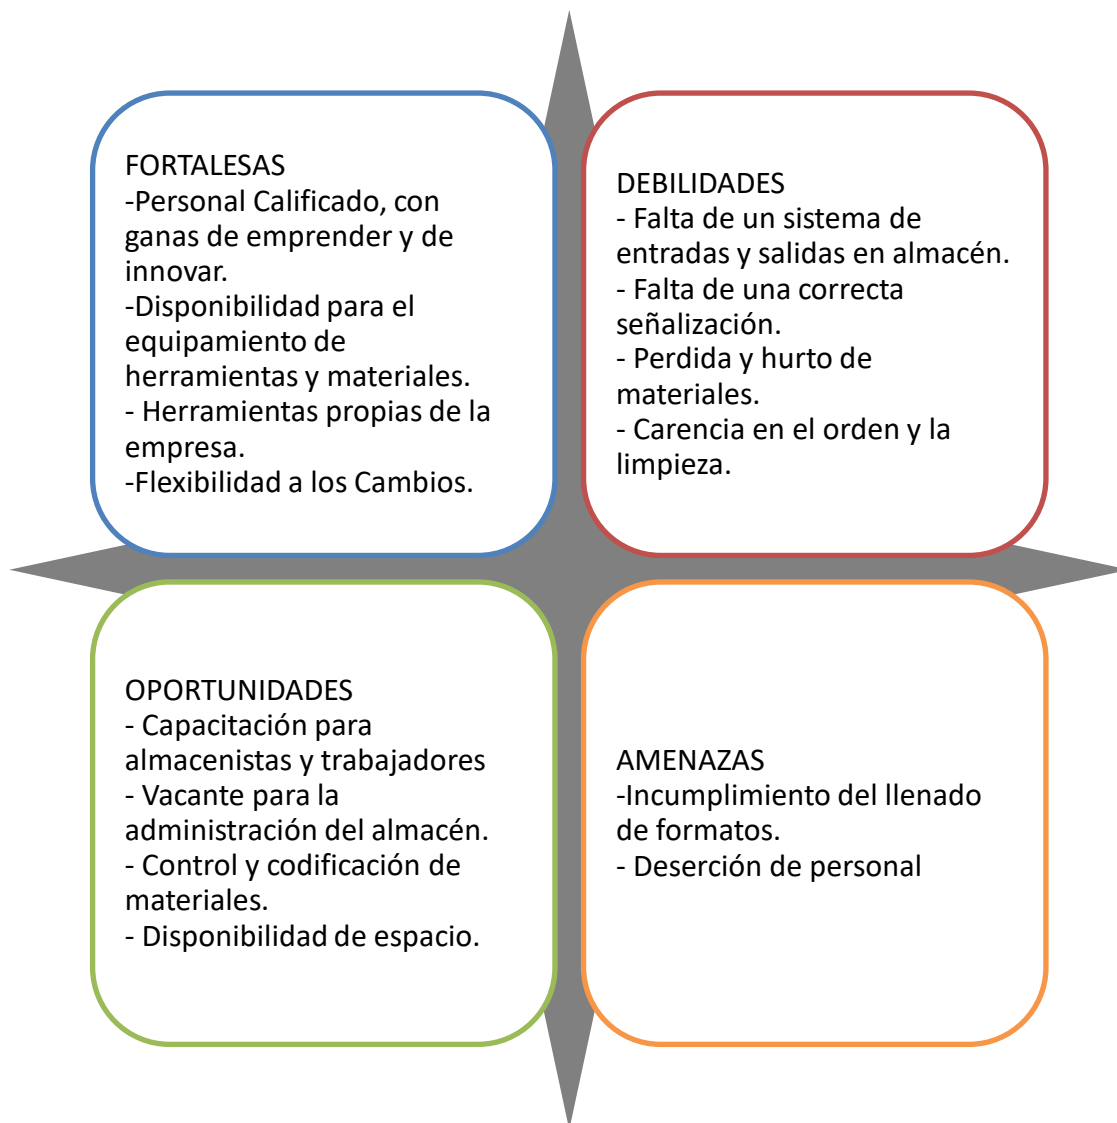 FORTALESAS
-Personal Calificado, con
ganas de emprender y de
innovar.
-Disponibilidad para el
equipamiento de
herramientas y materiales.
- Herramientas propias de la
empresa.
-Flexibilidad a los Cambios.
DEBILIDADES
- Falta de un sistema de
entradas y salidas en almacén.
- Falta de una correcta
señalización.
- Perdida y hurto de
materiales.
- Carencia en el orden y la
limpieza.
OPORTUNIDADES
- Capacitación para
almacenistas y trabajadores
- Vacante para la
administración del almacén.
- Control y codificación de
materiales.
- Disponibilidad de espacio.
AMENAZAS
-Incumplimiento del llenado
de formatos.
- Deserción de personal